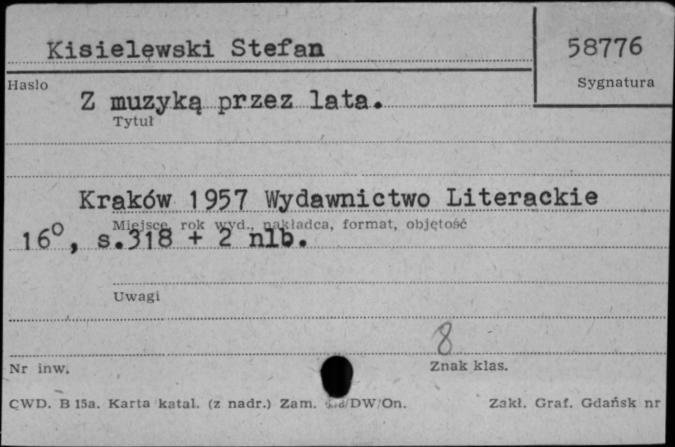 Kisielewski Stefan
58776
Hasło
Sygnatura
Z muzyką przez lata.
Tytuł
Kraków 1957 Wydawnictwo Literackie
Miejsce, rok wyd., nakładca, format, objętość
16°, s.318 + 2 nlb.
Uwagi
8
Nr inw.
Znak klas.
CWD. B 15a. Karta katal. (z nadr.) Zam. /DW/On.
Zakł. Graf. Gdańsk nr